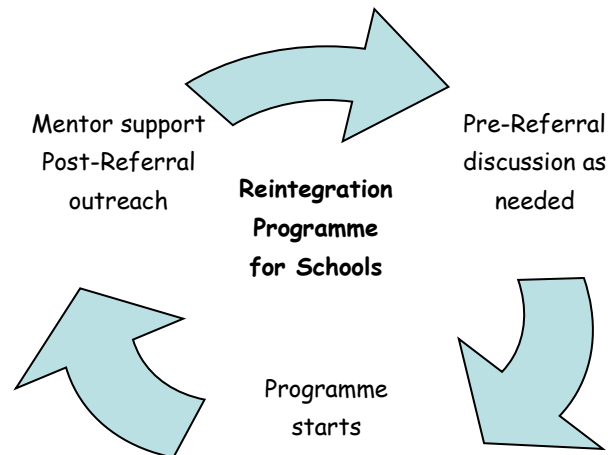 Mentor support
Post-Referral
outreach
Pre-Referral
discussion as
needed
Reintegration
Programme
for Schools
Programme
starts